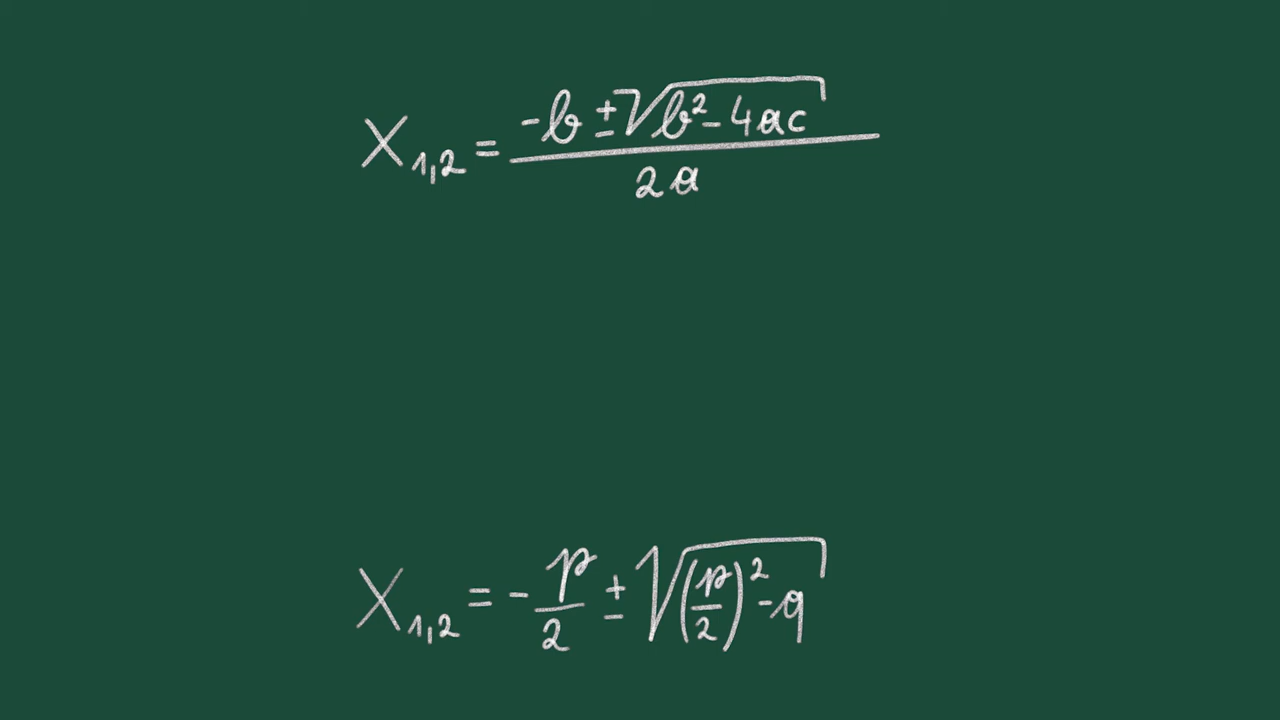 X₁,₂ = (-b ± √(b² - 4ac)) / 2a
X₁,₂ = -p/2 ± √((p/2)² - q)